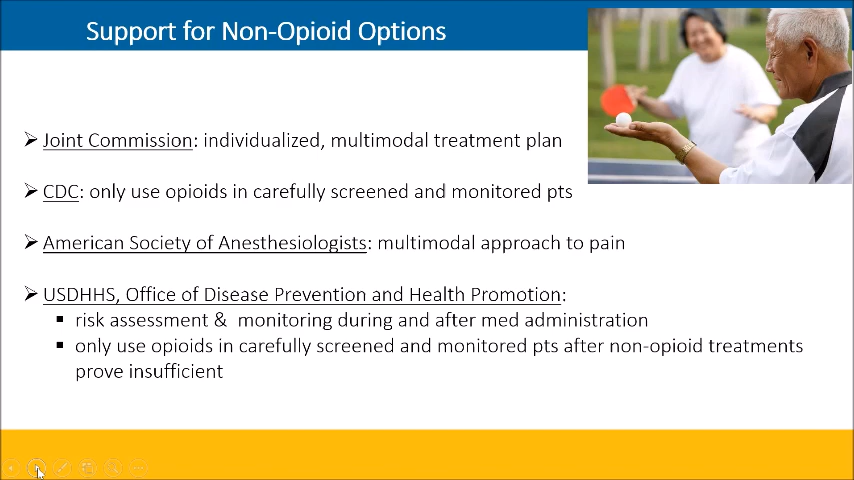 Support for Non-Opioid Options
➢ Joint Commission: individualized, multimodal treatment plan
➢ CDC: only use opioids in carefully screened and monitored pts
➢ American Society of Anesthesiologists: multimodal approach to pain
➢ USDHHS, Office of Disease Prevention and Health Promotion:
▪ risk assessment & monitoring during and after med administration
▪ only use opioids in carefully screened and monitored pts after non-opioid treatments
prove insufficient